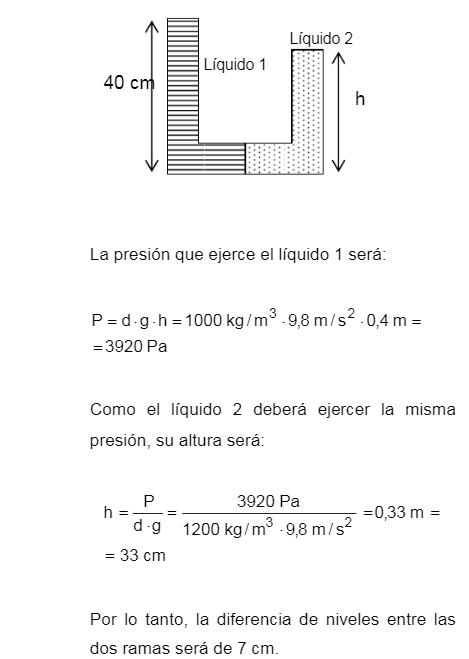 Líquido 2
Líquido 1
40 cm
h
La presión que ejerce el líquido 1 será:
P = d·g·h = 1000 kg/m³ ·9,8 m/s² ·0,4 m =
= 3920 Pa
Como el líquido 2 deberá ejercer la misma
presión, su altura será:
h = P / d·g = 3920 Pa / 1200 kg/m³ ·9,8 m/s² = 0,33 m =
= 33 cm
Por lo tanto, la diferencia de niveles entre las
dos ramas será de 7 cm.